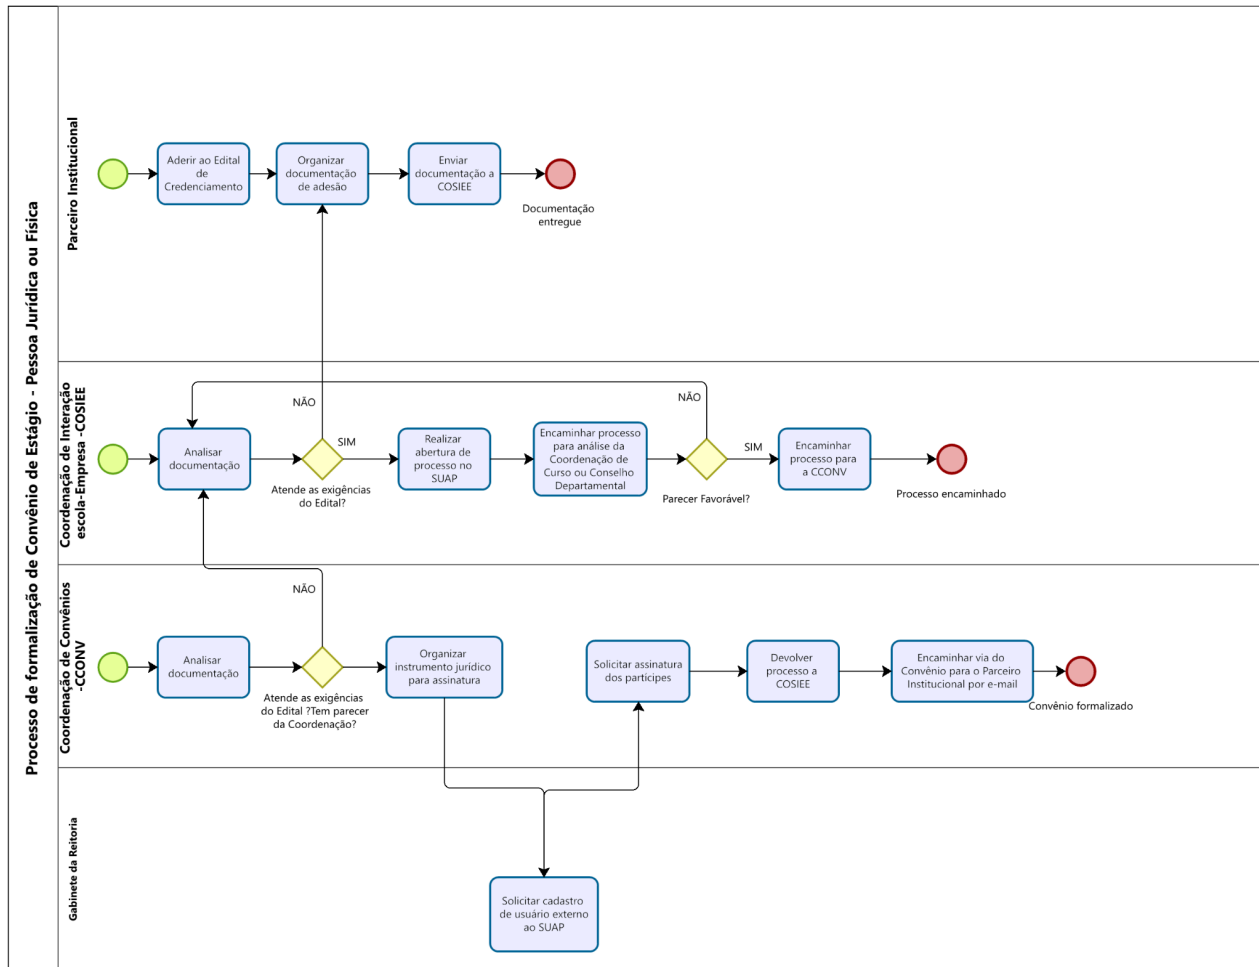 Processo de formalização de Convênio de Estágio - Pessoa Jurídica ou Física
Parceiro Institucional
Aderir ao Edital
de
Credenciamento
Organizar
documentação
de adesão
Enviar
documentação a
COSIEE
Documentação
entregue
Coordenação de Interação
escola-Empresa -COSIEE
Analisar
documentação
NÃO
SIM
Atende as exigências
do Edital?
Realizar
abertura de
processo no
SUAP
Encaminhar processo
para análise da
Coordenação de
Curso ou Conselho
Departamental
NÃO
SIM
Parecer Favorável?
Encaminhar
processo para
a CCONV
Processo encaminhado
Coordenação de Convênios
-CCONV
Analisar
documentação
NÃO
Atende as exigências
do Edital ?Tem parecer
da Coordenação?
Organizar
instrumento jurídico
para assinatura
Solicitar assinatura
dos participes
Devolver
processo a
COSIEE
Encaminhar via do
Convênio para o Parceiro
Institucional por e-mail
Convênio formalizado
Gabinete da Reitoria
Solicitar cadastro
de usuário externo
ao SUAP